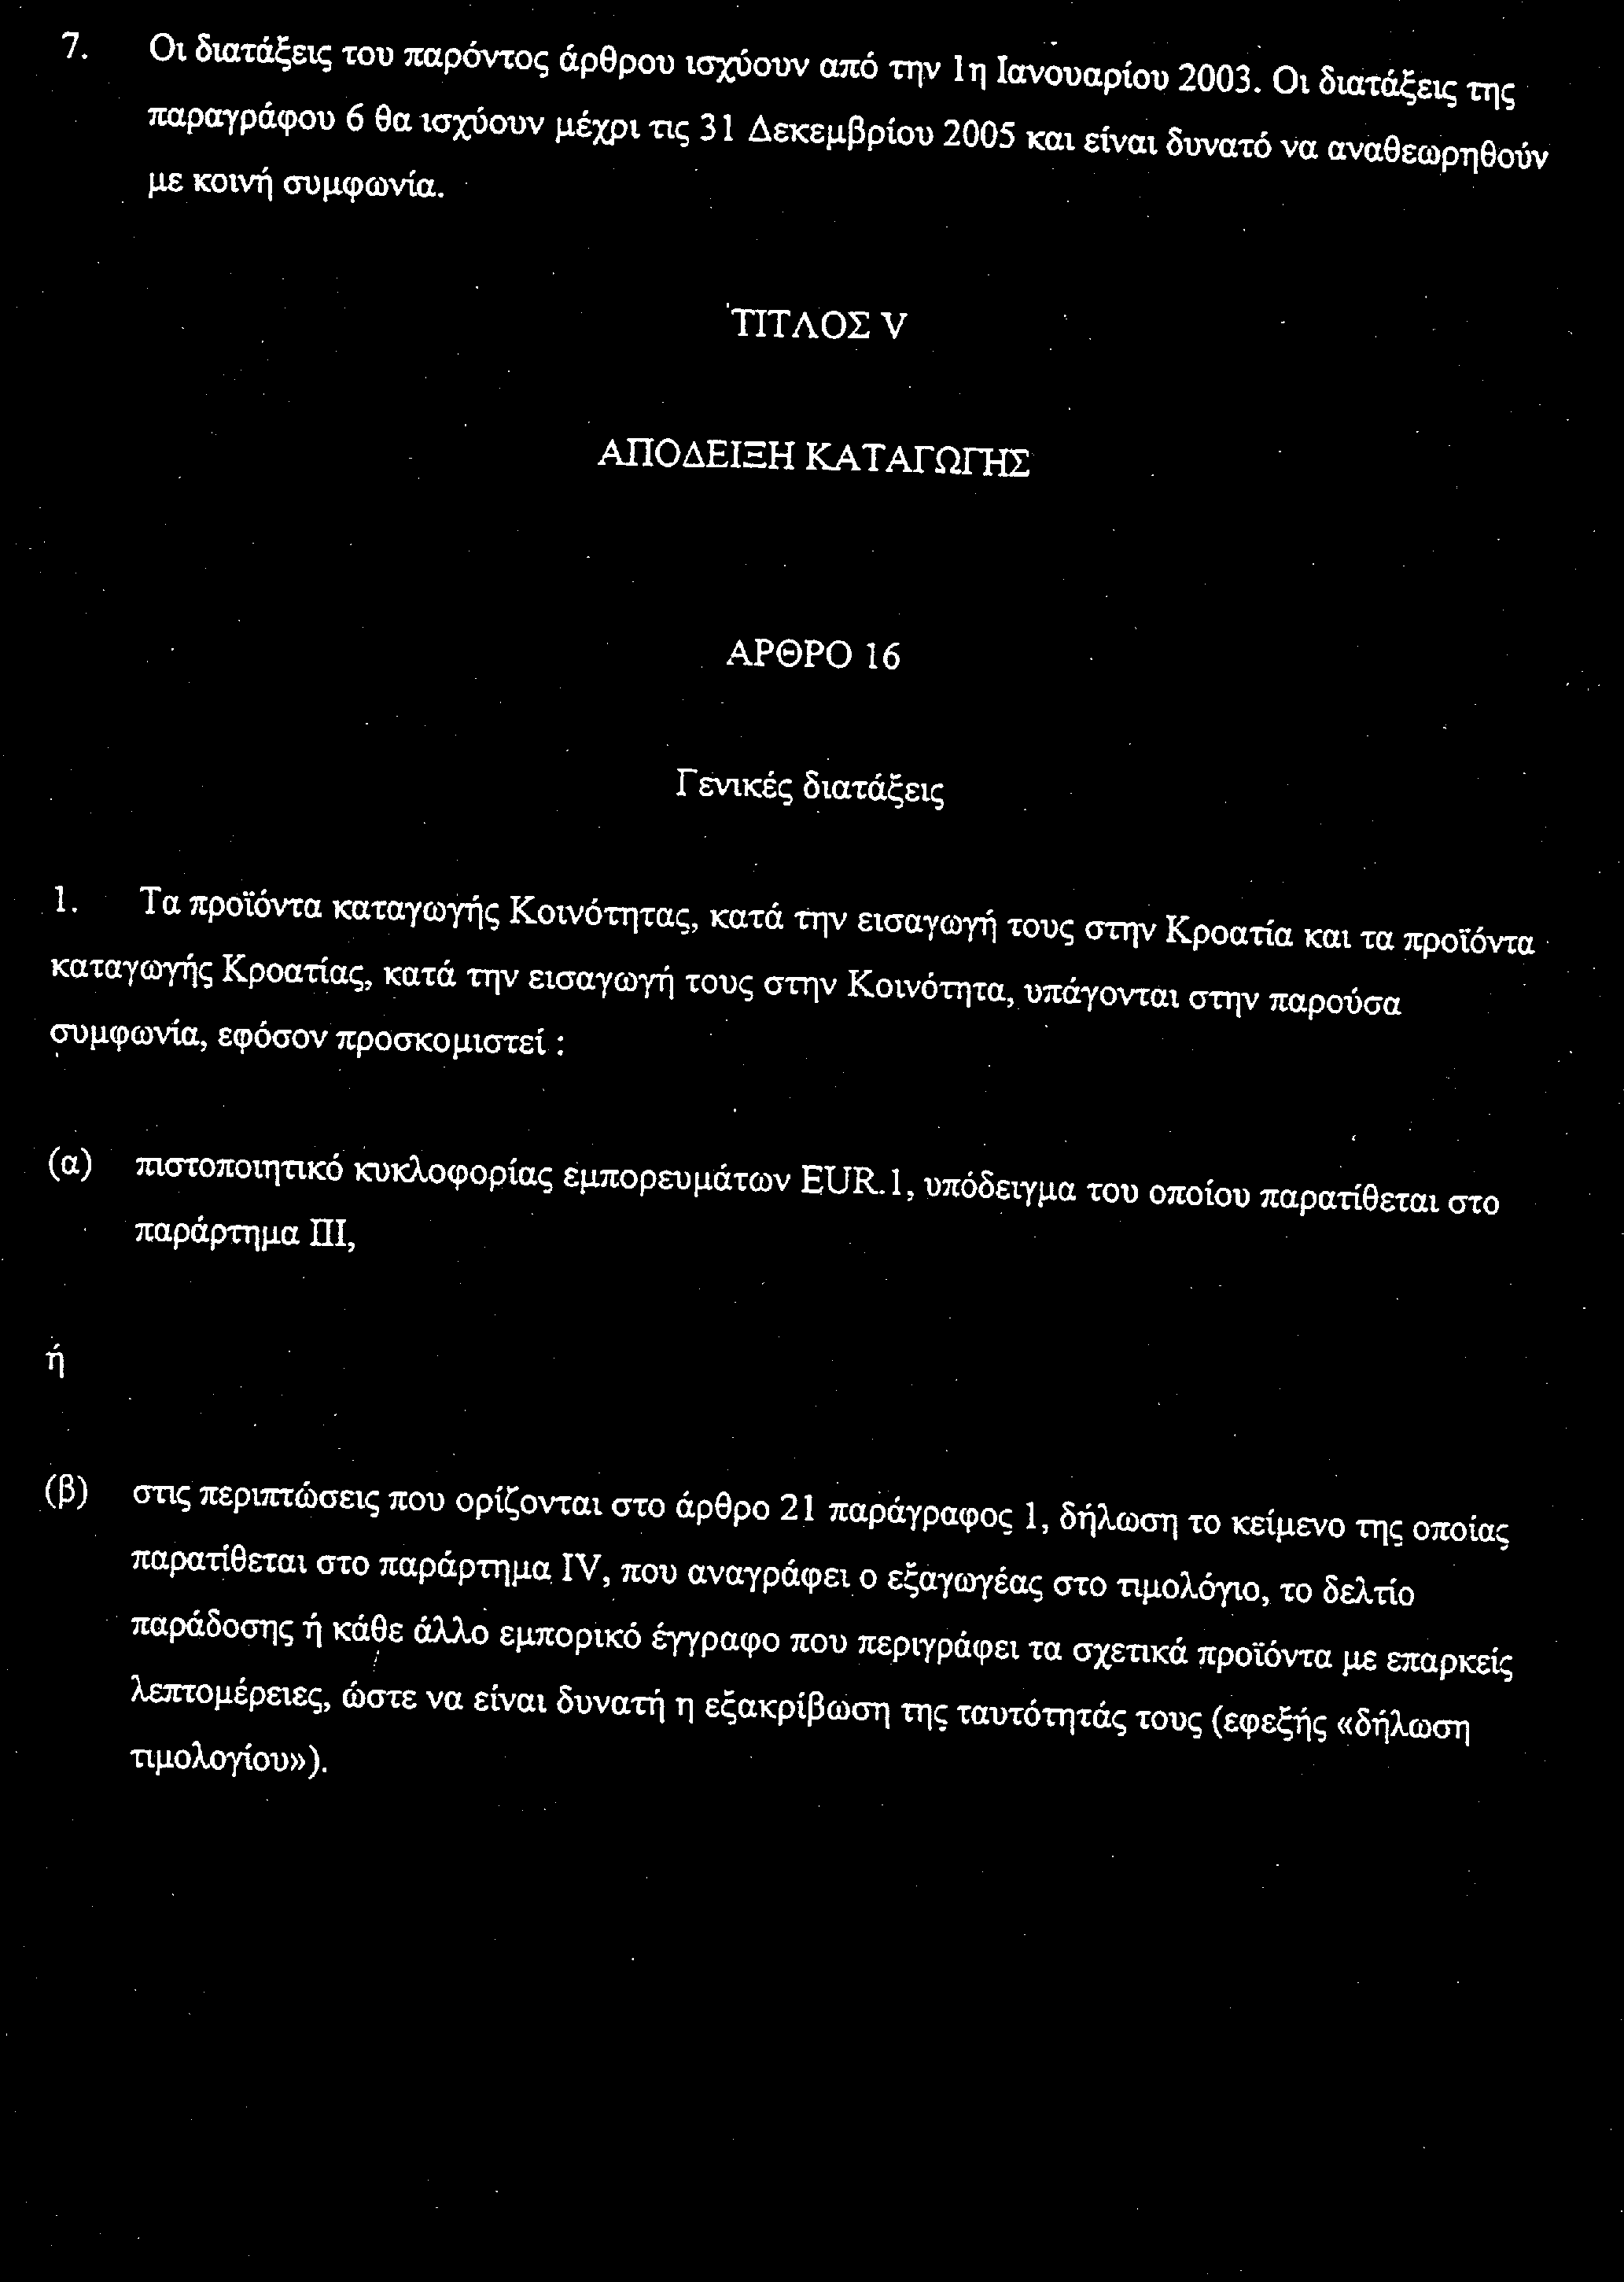 7. Οι διατάξεις του παρόντος άρθρου ισχύουν από την 1η Ιανουαρίου 2003. Οι διατάξεις της
παραγράφου 6 θα ισχύουν μέχρι τις 31 Δεκεμβρίου 2005 και είναι δυνατό να αναθεωρηθούν
με κοινή συμφωνία.
ΤΙΤΛΟΣ V
ΑΠΟΔΕΙΞΗ ΚΑΤΑΓΩΓΗΣ
ΑΡΘΡΟ 16
Γενικές διατάξεις
1. Τα προϊόντα καταγωγής Κοινότητας, κατά την εισαγωγή τους στην Κροατία και τα προϊόντα
καταγωγής Κροατίας, κατά την εισαγωγή τους στην Κοινότητα, υπάγονται στην παρούσα
συμφωνία, εφόσον προσκομιστεί :
(α) πιστοποιητικό κυκλοφορίας εμπορευμάτων EUR.1, υπόδειγμα του οποίου παρατίθεται στο
παράρτημα III,
ή
(β) στις περιπτώσεις που ορίζονται στο άρθρο 21 παράγραφος 1, δήλωση το κείμενο της οποίας
παρατίθεται στο παράρτημα IV, που αναγράφει ο εξαγωγέας στο τιμολόγιο, το δελτίο
παράδοσης ή κάθε άλλο εμπορικό έγγραφο που περιγράφει τα σχετικά προϊόντα με επαρκείς
λεπτομέρειες, ώστε να είναι δυνατή η εξακρίβωση της ταυτότητάς τους (εφεξής «δήλωση
τιμολογίου»).